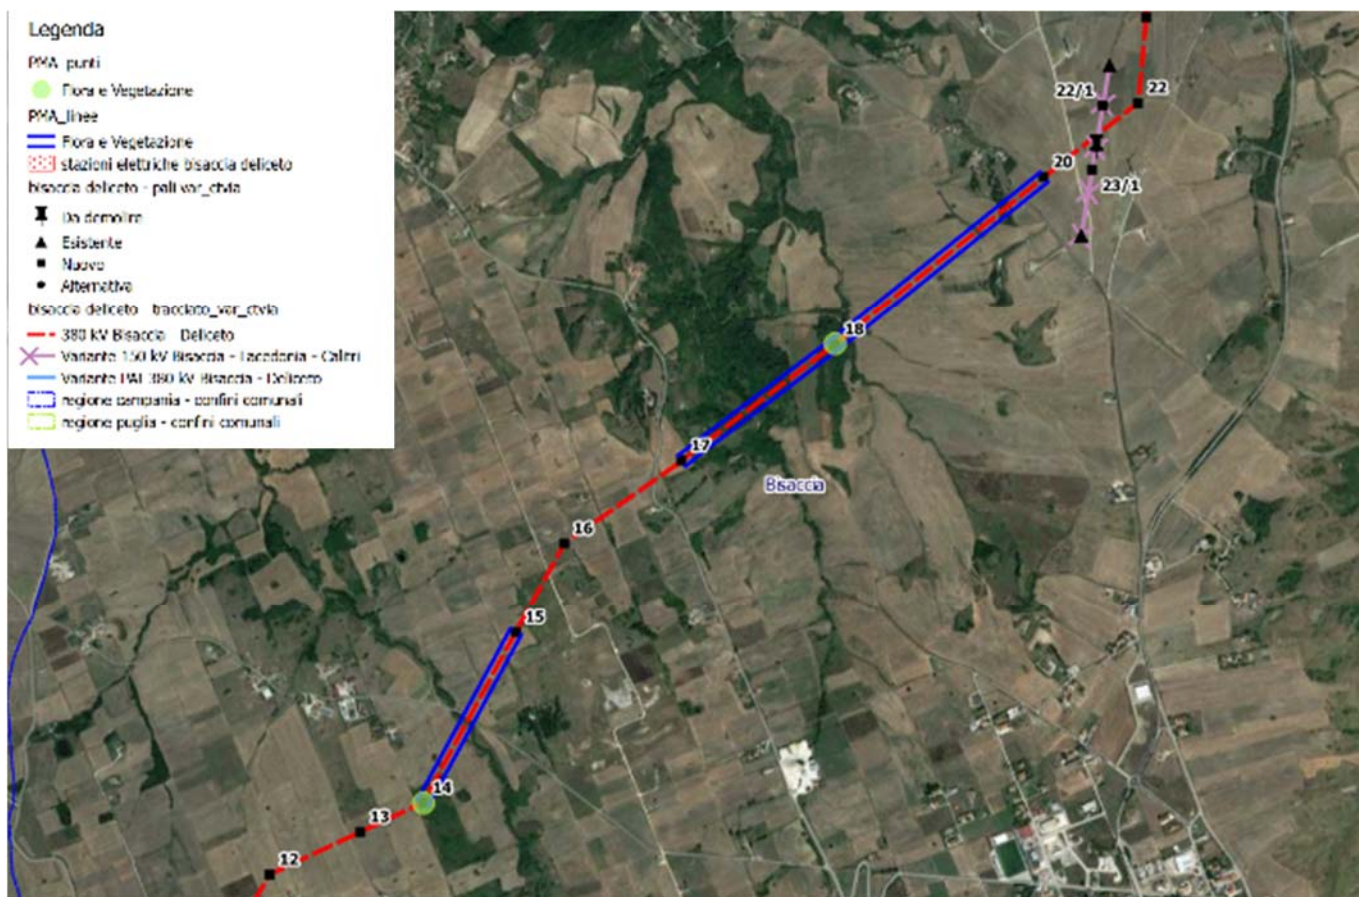 Legenda
PMA_punti
Flora e Vegetazione
PMA_linee
Flora e Vegetazione
stazioni elettriche bisaccia deliceto
bisaccia deliceto - pali var_ctvia
Da demolire
Esistente
Nuovo
Alternativa
bisaccia deliceto - tracciato_var_ctvia
380 kV Bisaccia - Deliceto
Variante 150 kV Bisaccia - Lacedonia - Calitri
Variante PAI 380 kV Bisaccia - Deliceto
regione campania - confini comunali
regione puglia - confini comunali
22/1
22
20
23/1
18
17
Bisaccia
16
15
14
13
12